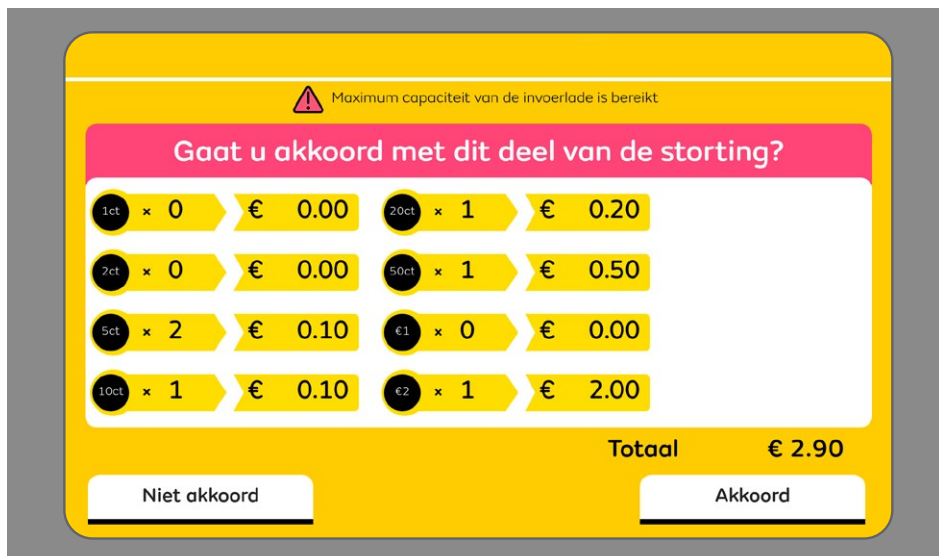 Maximum capaciteit van de invoerlade is bereikt
Gaat u akkoord met dit deel van de storting?
1ct × 0 € 0.00 20ct × 1 € 0.20
2ct × 0 € 0.00 50ct × 1 € 0.50
5ct × 2 € 0.10 €1 × 0 € 0.00
10ct × 1 € 0.10 €2 × 1 € 2.00
Totaal € 2.90
Niet akkoord Akkoord